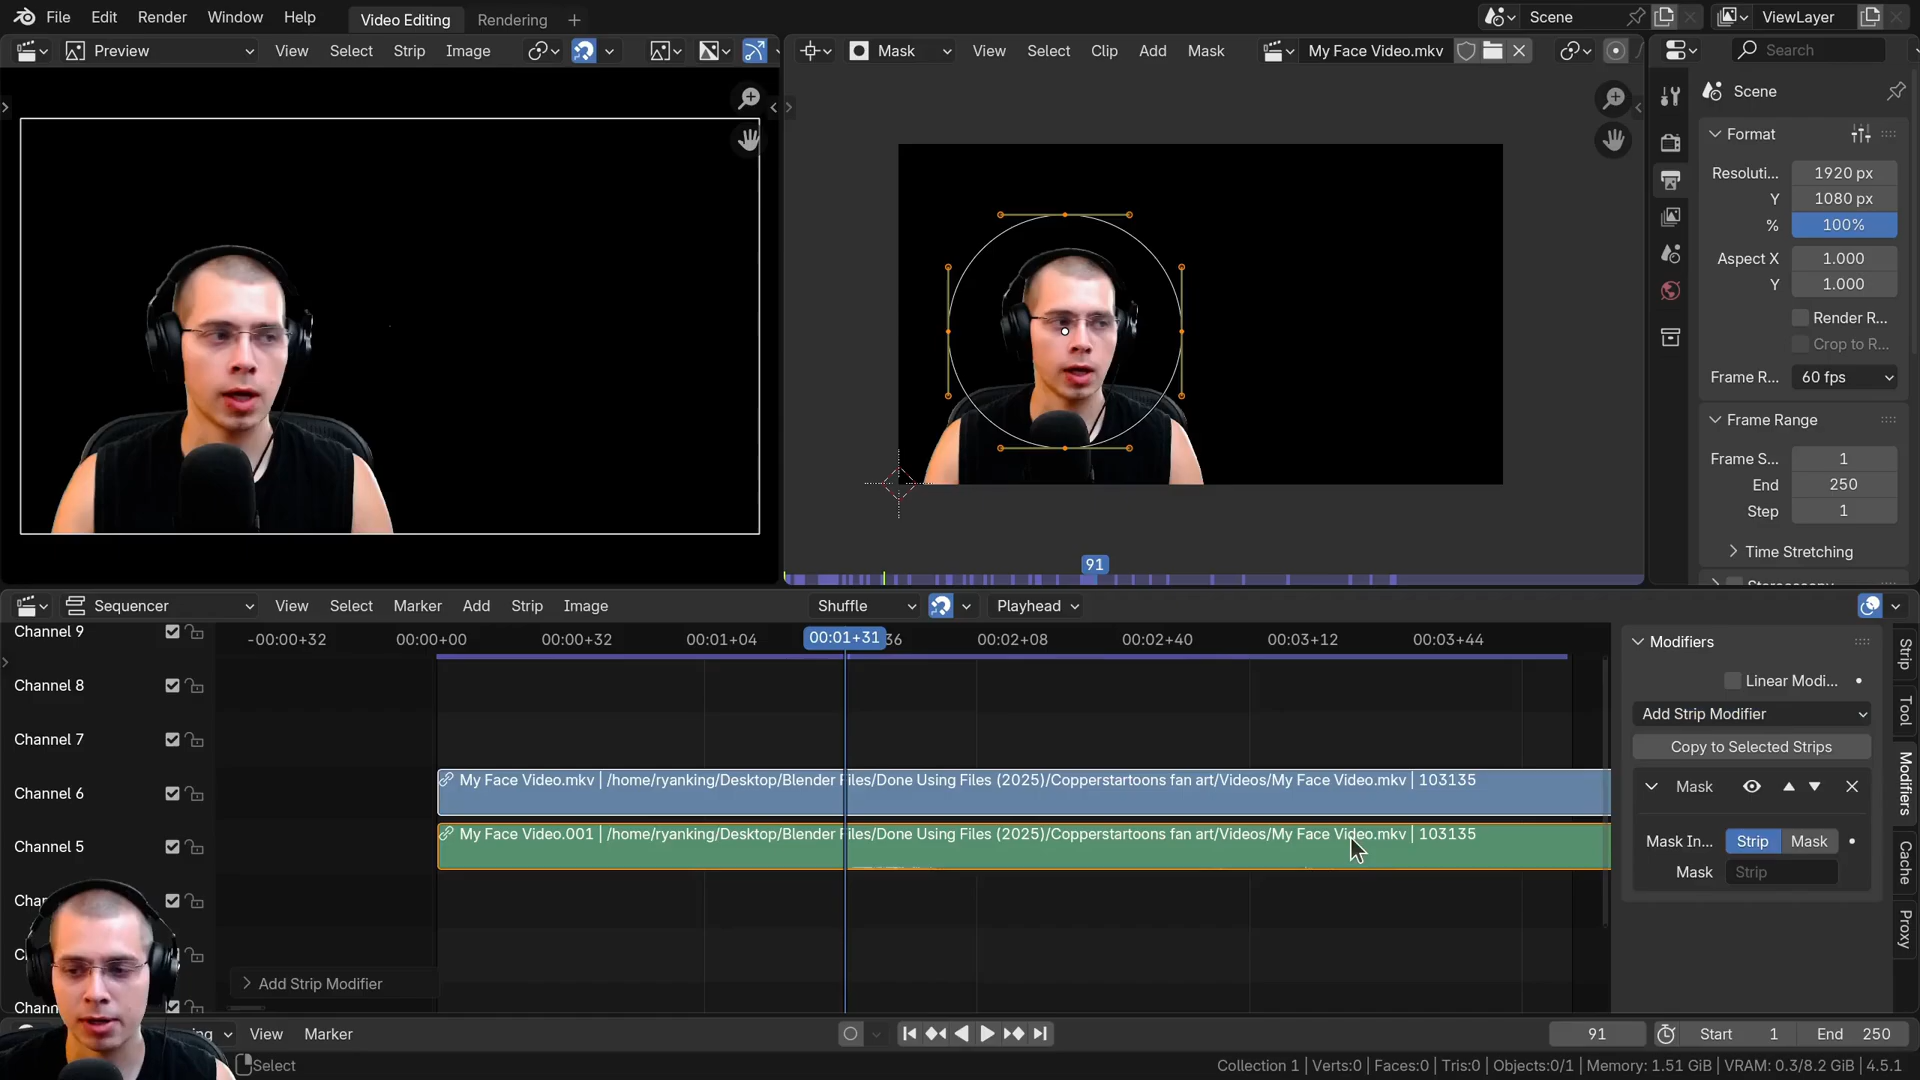 File Edit Render Window Help Video Editing Rendering + Scene ViewLayer
Preview View Select Strip Image Mask View Select Clip Add Mask My Face Video.mkv Search
Scene
Format
Resoluti... 1920 px
Y 1080 px
% 100%
Aspect X 1.000
Y 1.000
Render R...
Crop to R...
Frame R... 60 fps
Frame Range
Frame S... 1
End 250
Step 1
Time Stretching
91
Sequencer View Select Marker Add Strip Image Shuffle Playhead
-00:00+32 00:00+00 00:00+32 00:01+04 00:01+31 36 00:02+08 00:02+40 00:03+12 00:03+44
Channel 9
Channel 8
Channel 7
Channel 6
Channel 5
My Face Video.mkv | /home/ryanking/Desktop/Blender Files/Done Using Files (2025)/Copperstartoons fan art/Videos/My Face Video.mkv | 103135
My Face Video.001 | /home/ryanking/Desktop/Blender Files/Done Using Files (2025)/Copperstartoons fan art/Videos/My Face Video.mkv | 103135
Add Strip Modifier
Modifiers
Linear Modi...
Add Strip Modifier
Copy to Selected Strips
Mask
Mask In... Strip Mask
Mask Strip
Strip
Tool
Modifiers
Cache
Proxy
View Marker 91 Start 1 End 250
Select
Collection 1 | Verts:0 | Faces:0 | Tris:0 | Objects:0/1 | Memory: 1.51 GiB | VRAM: 0.3/8.2 GiB | 4.5.1